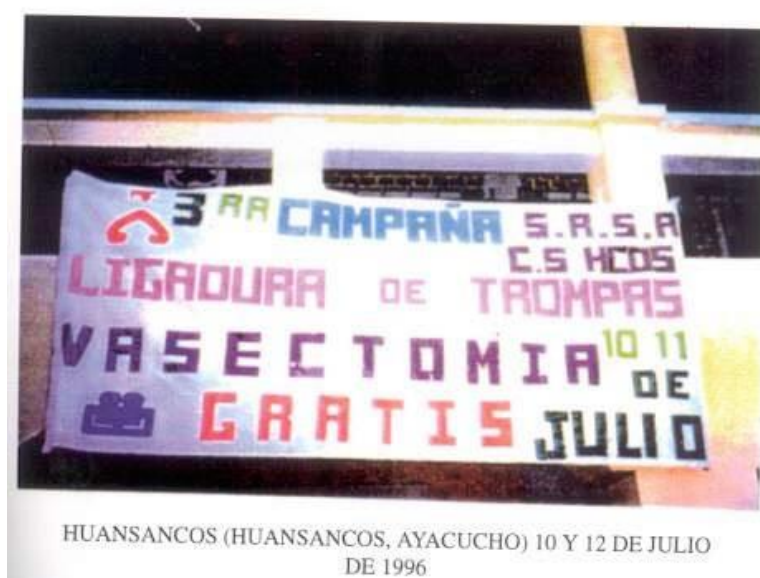 3 RA CAMPAÑA S.R.S.A
C.S HCOS
LIGADURA DE TROMPAS
VASECTOMIA 10 11
DE
GRATIS JULIO
HUANSANCOS (HUANSANCOS, AYACUCHO) 10 Y 12 DE JULIO
DE 1996